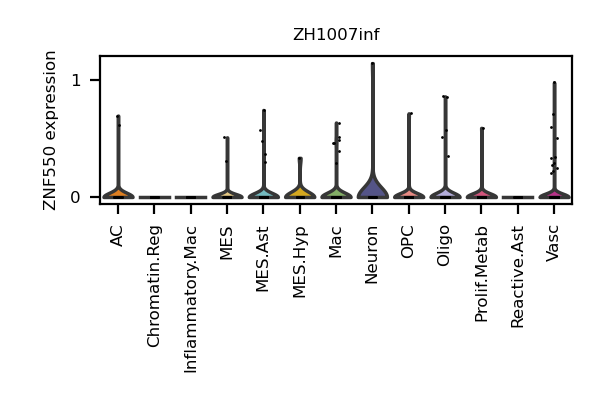 ZH1007inf
ZNF550 expression
1
0
AC
Chromatin.Reg
Inflammatory.Mac
MES
MES.Ast
MES.Hyp
Mac
Neuron
OPC
Oligo
Prolif.Metab
Reactive.Ast
Vasc